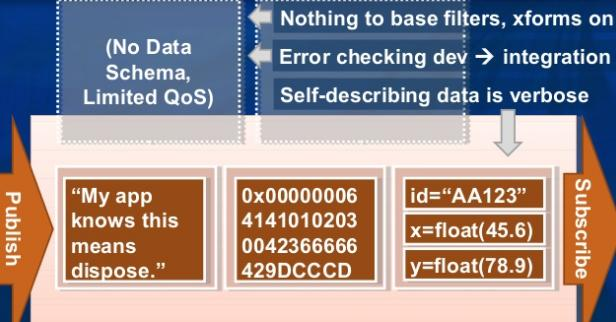 Nothing to base filters, xforms on
(No Data
Schema,
Limited QoS)
Error checking dev → integration
Self-describing data is verbose
Publish
“My app
knows this
means
dispose.”
0x00000006
4141010203
0042366666
429DCCCD
id=“AA123”
x=float(45.6)
y=float(78.9)
Subscribe